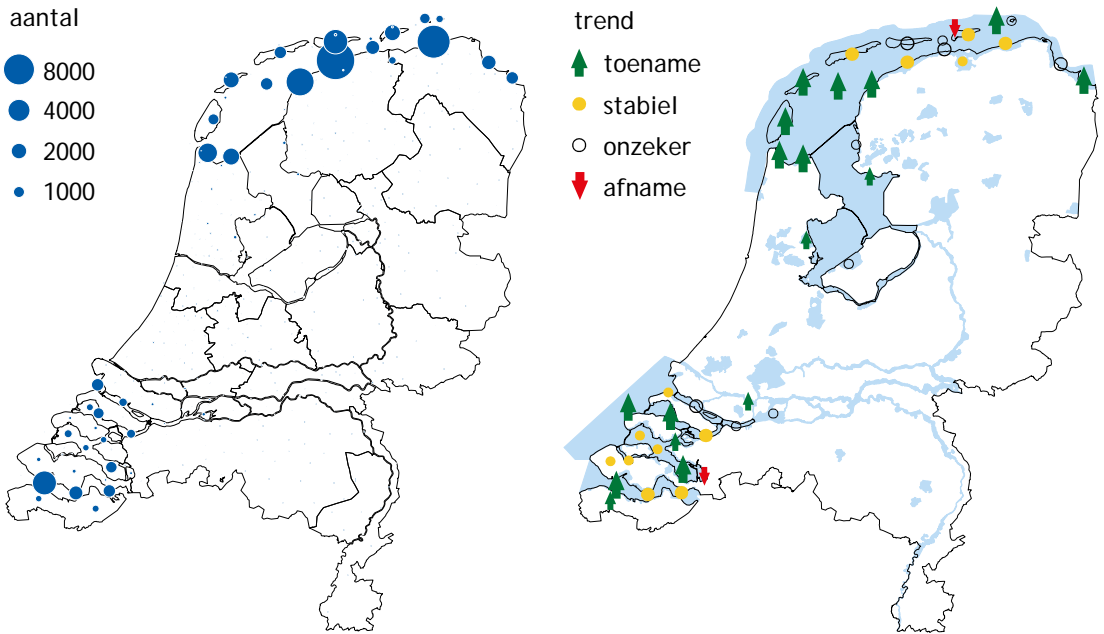 aantal
8000
4000
2000
1000
trend
toename
stabiel
onzeker
afname